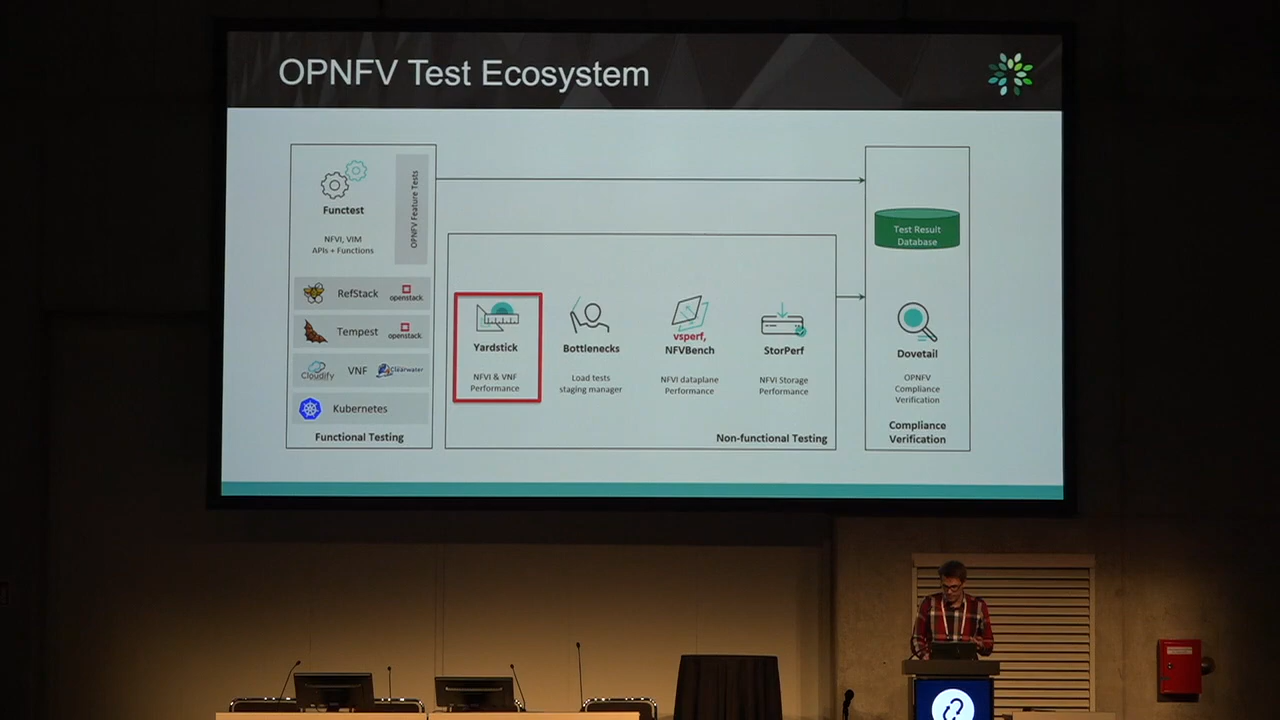 OPNFV Test Ecosystem
Functest
NFVI, VIM
APIs + Functions
OPNFV Feature Tests
RefStack
openstack.
Tempest
openstack.
Cloudify
VNF
Clearwater
Kubernetes
Functional Testing
Yardstick
NFVI & VNF
Performance
Bottlenecks
Load tests
staging manager
vsperf,
NFVBench
NFVI dataplane
Performance
StorPerf
NFVI Storage
Performance
Non-functional Testing
Test Result
Database
Dovetail
OPNFV
Compliance
Verification
Compliance
Verification